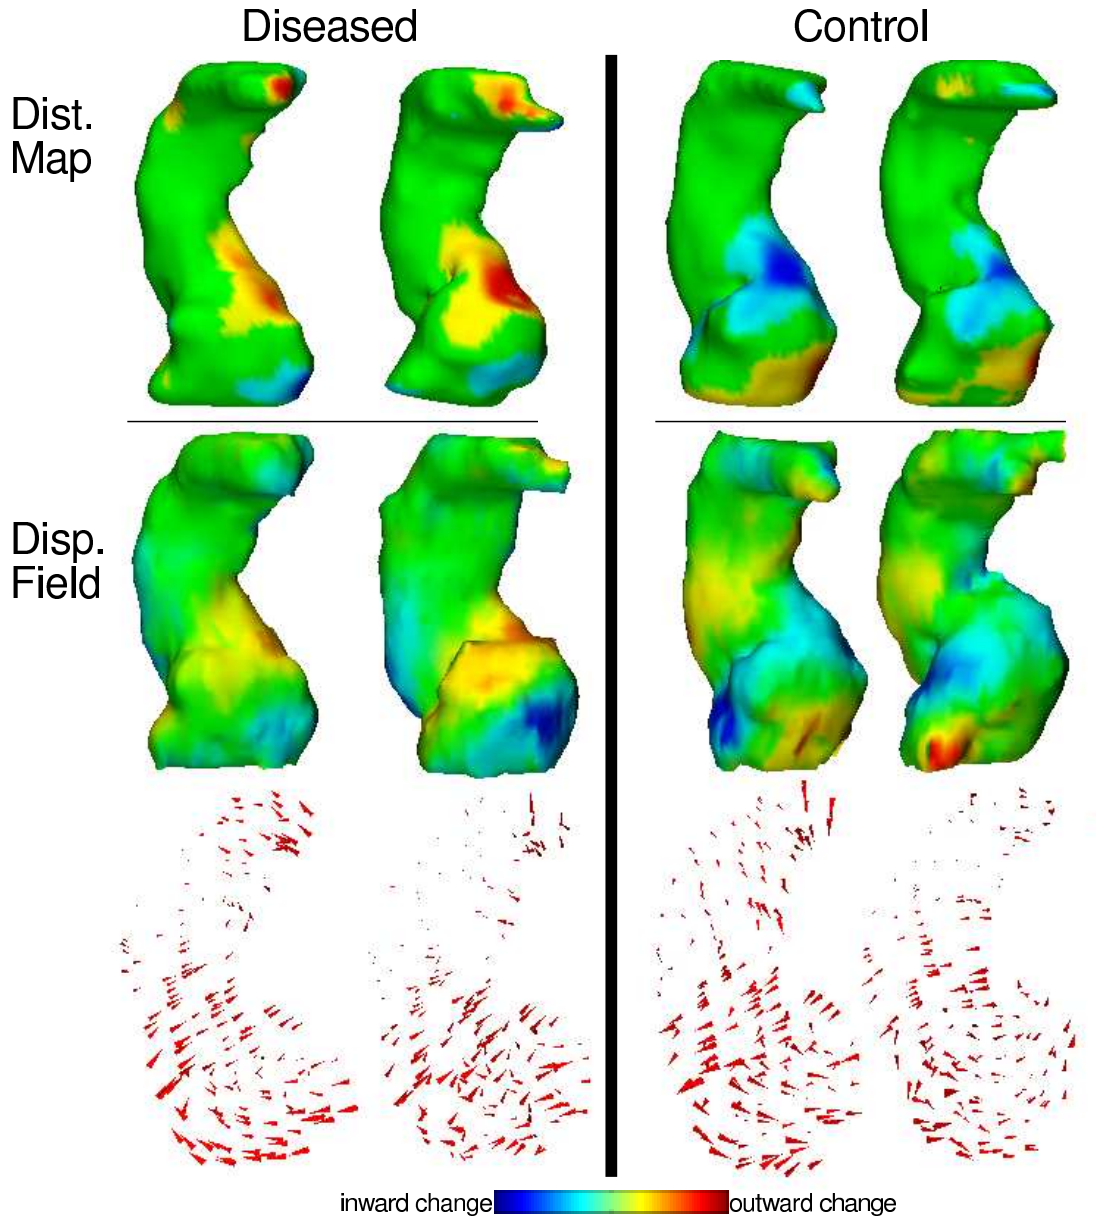 Diseased
Control
Dist.
Map
Disp.
Field
inward change
outward change